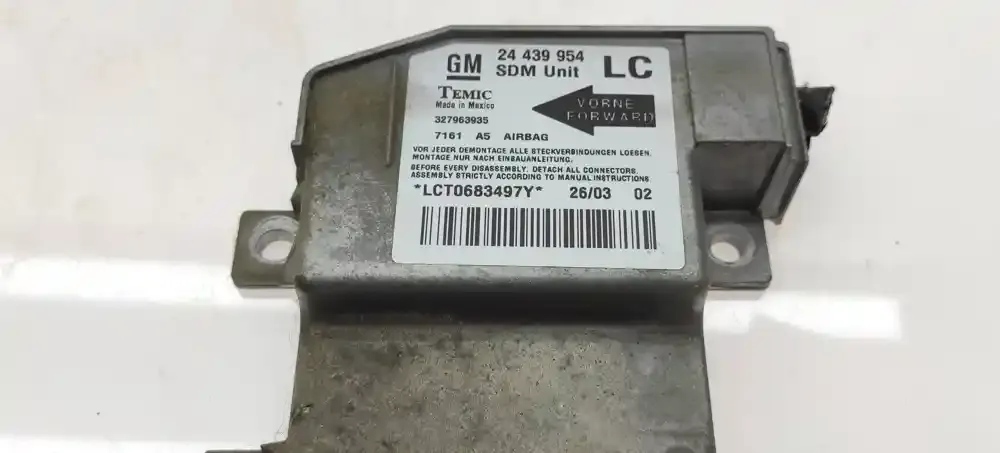 GM 24 439 954 LC
SDM Unit
TEMIC
Made in Mexico
VORNE
FORWARD
327963935
7161 A5 AIRBAG
VOR JEDER DEMONTAGE ALLE STECKVERBINDUNGEN LOESEN.
MONTAGE NUR NACH EINBAUANLEITUNG.
BEFORE EVERY DISASSEMBLY, DETACH ALL CONNECTORS.
ASSEMBLY STRICTLY ACCORDING TO MANUAL INSTRUCTIONS.
*LCT0683497Y* 26/03 02